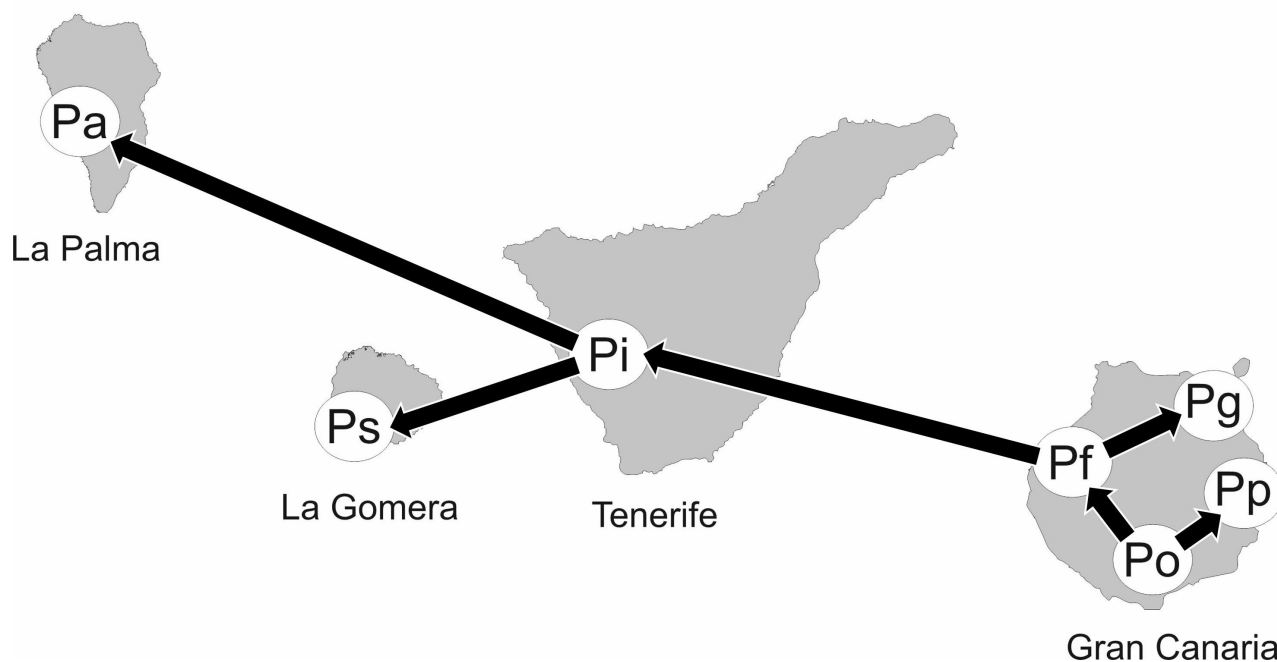 Pa
La Palma
Pi
Pg
Ps
Pf
Pp
La Gomera
Tenerife
Po
Gran Canaria